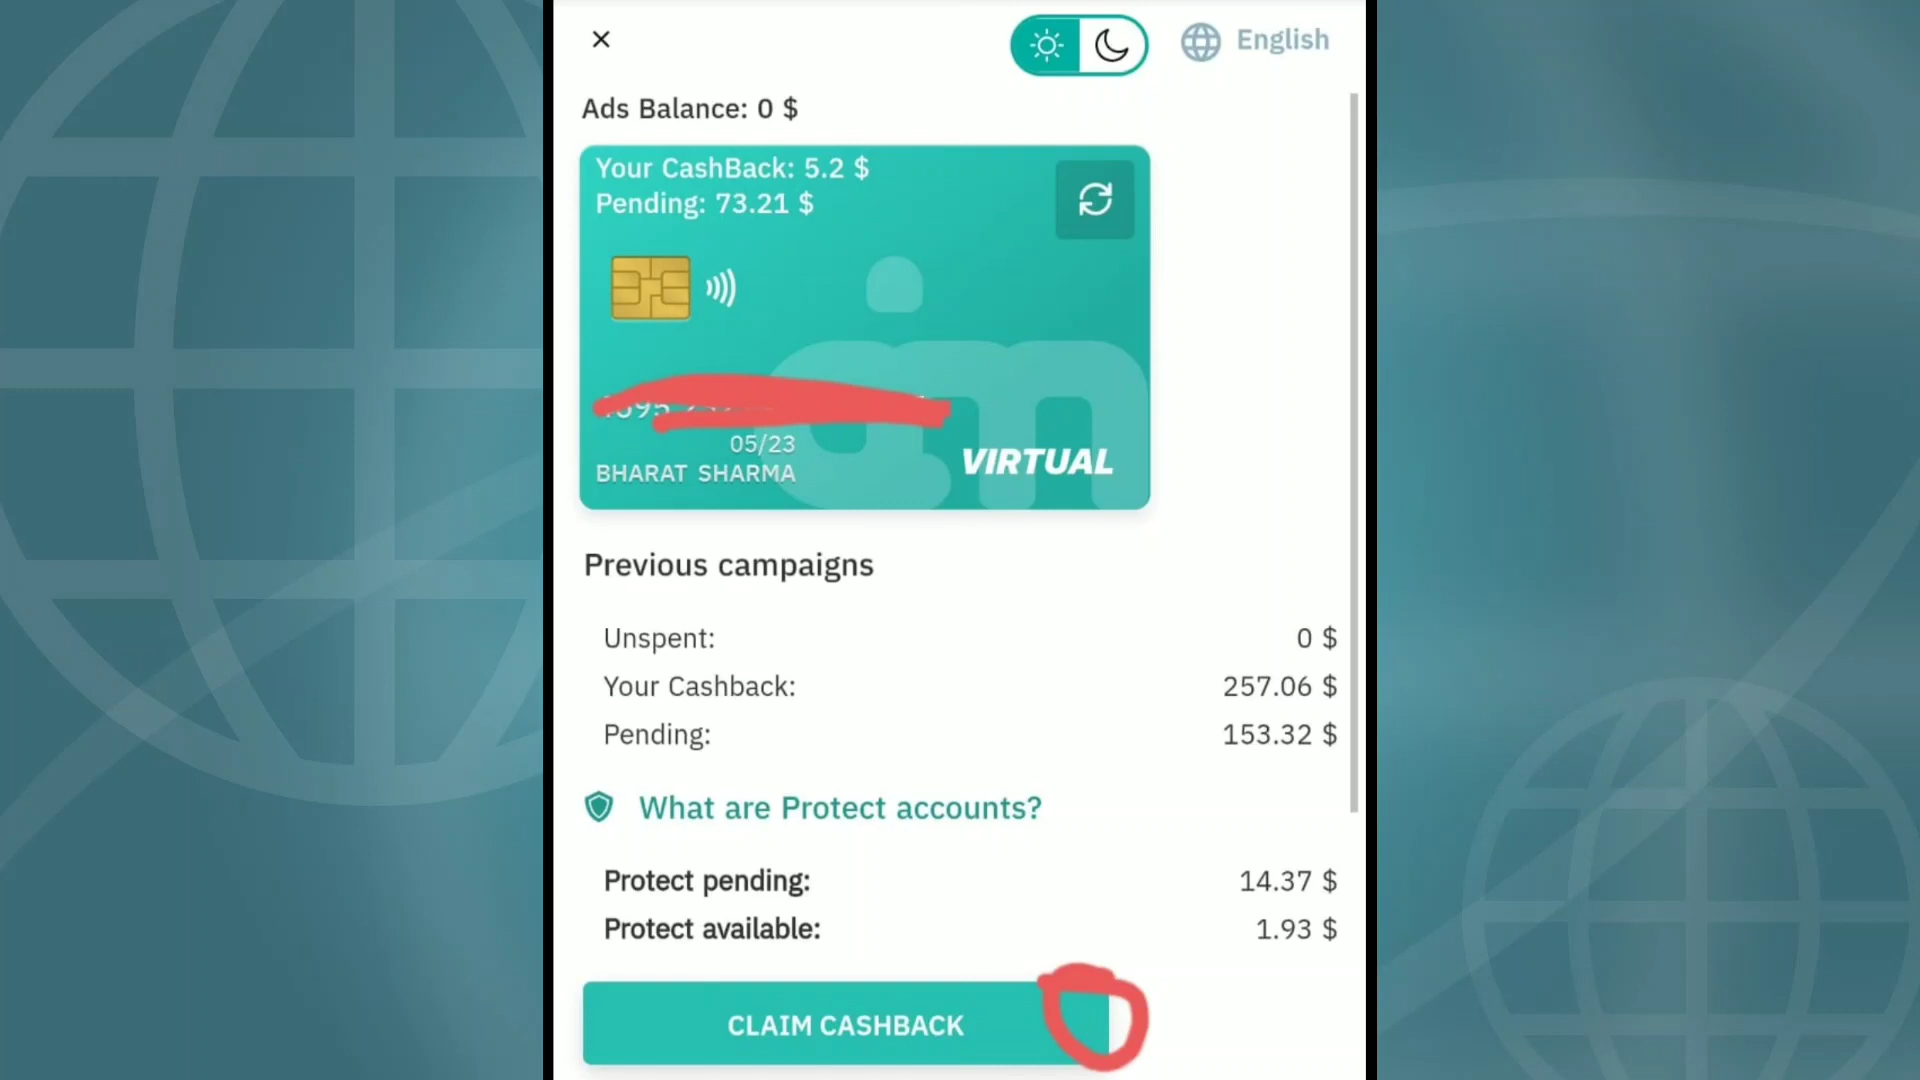 English
Ads Balance: 0 $
Your CashBack: 5.2 $
Pending: 73.21 $
05/23
BHARAT SHARMA
VIRTUAL
Previous campaigns
Unspent: 0 $
Your Cashback: 257.06 $
Pending: 153.32 $
What are Protect accounts?
Protect pending: 14.37 $
Protect available: 1.93 $
CLAIM CASHBACK